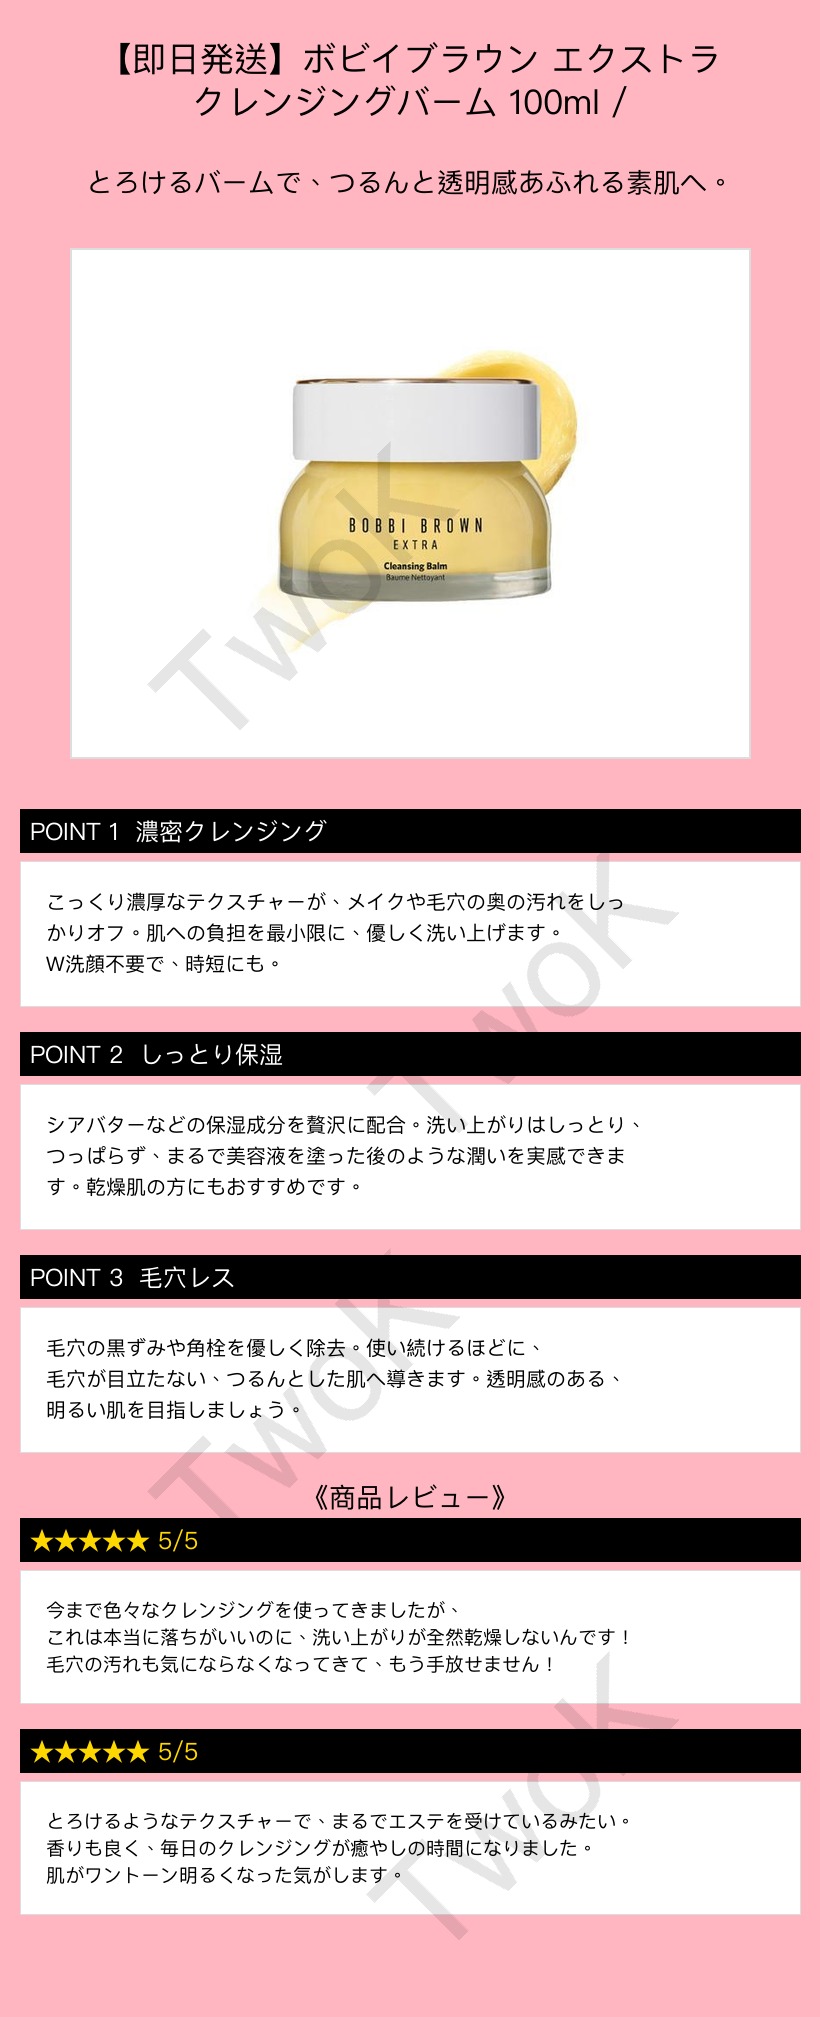 【即日発送】ボビイブラウン エクストラ
クレンジングバーム 100ml /
とろけるバームで、つるんと透明感あふれる素肌へ。
BOBBI BROWN
EXTRA
Cleansing Balm
Baume Nettoyant
TwoK
POINT 1 濃密クレンジング
こっくり濃厚なテクスチャーが、メイクや毛穴の奥の汚れをしっ
かりオフ。肌への負担を最小限に、優しく洗い上げます。
W洗顔不要で、時短にも。
TwoK
POINT 2 しっとり保湿
シアバターなどの保湿成分を贅沢に配合。洗い上がりはしっとり、
つっぱらず、まるで美容液を塗った後のような潤いを実感できま
す。乾燥肌の方にもおすすめです。
POINT 3 毛穴レス
毛穴の黒ずみや角栓を優しく除去。使い続けるほどに、
毛穴が目立たない、つるんとした肌へ導きます。透明感のある、
明るい肌を目指しましょう。
TwoK
《商品レビュー》
★★★★★ 5/5
今まで色々なクレンジングを使ってきましたが、
これは本当に落ちがいいのに、洗い上がりが全然乾燥しないんです！
毛穴の汚れも気にならなくなってきて、もう手放せません！
★★★★★ 5/5
とろけるようなテクスチャーで、まるでエステを受けているみたい。
香りも良く、毎日のクレンジングが癒やしの時間になりました。
肌がワントーン明るくなった気がします。
TwoK